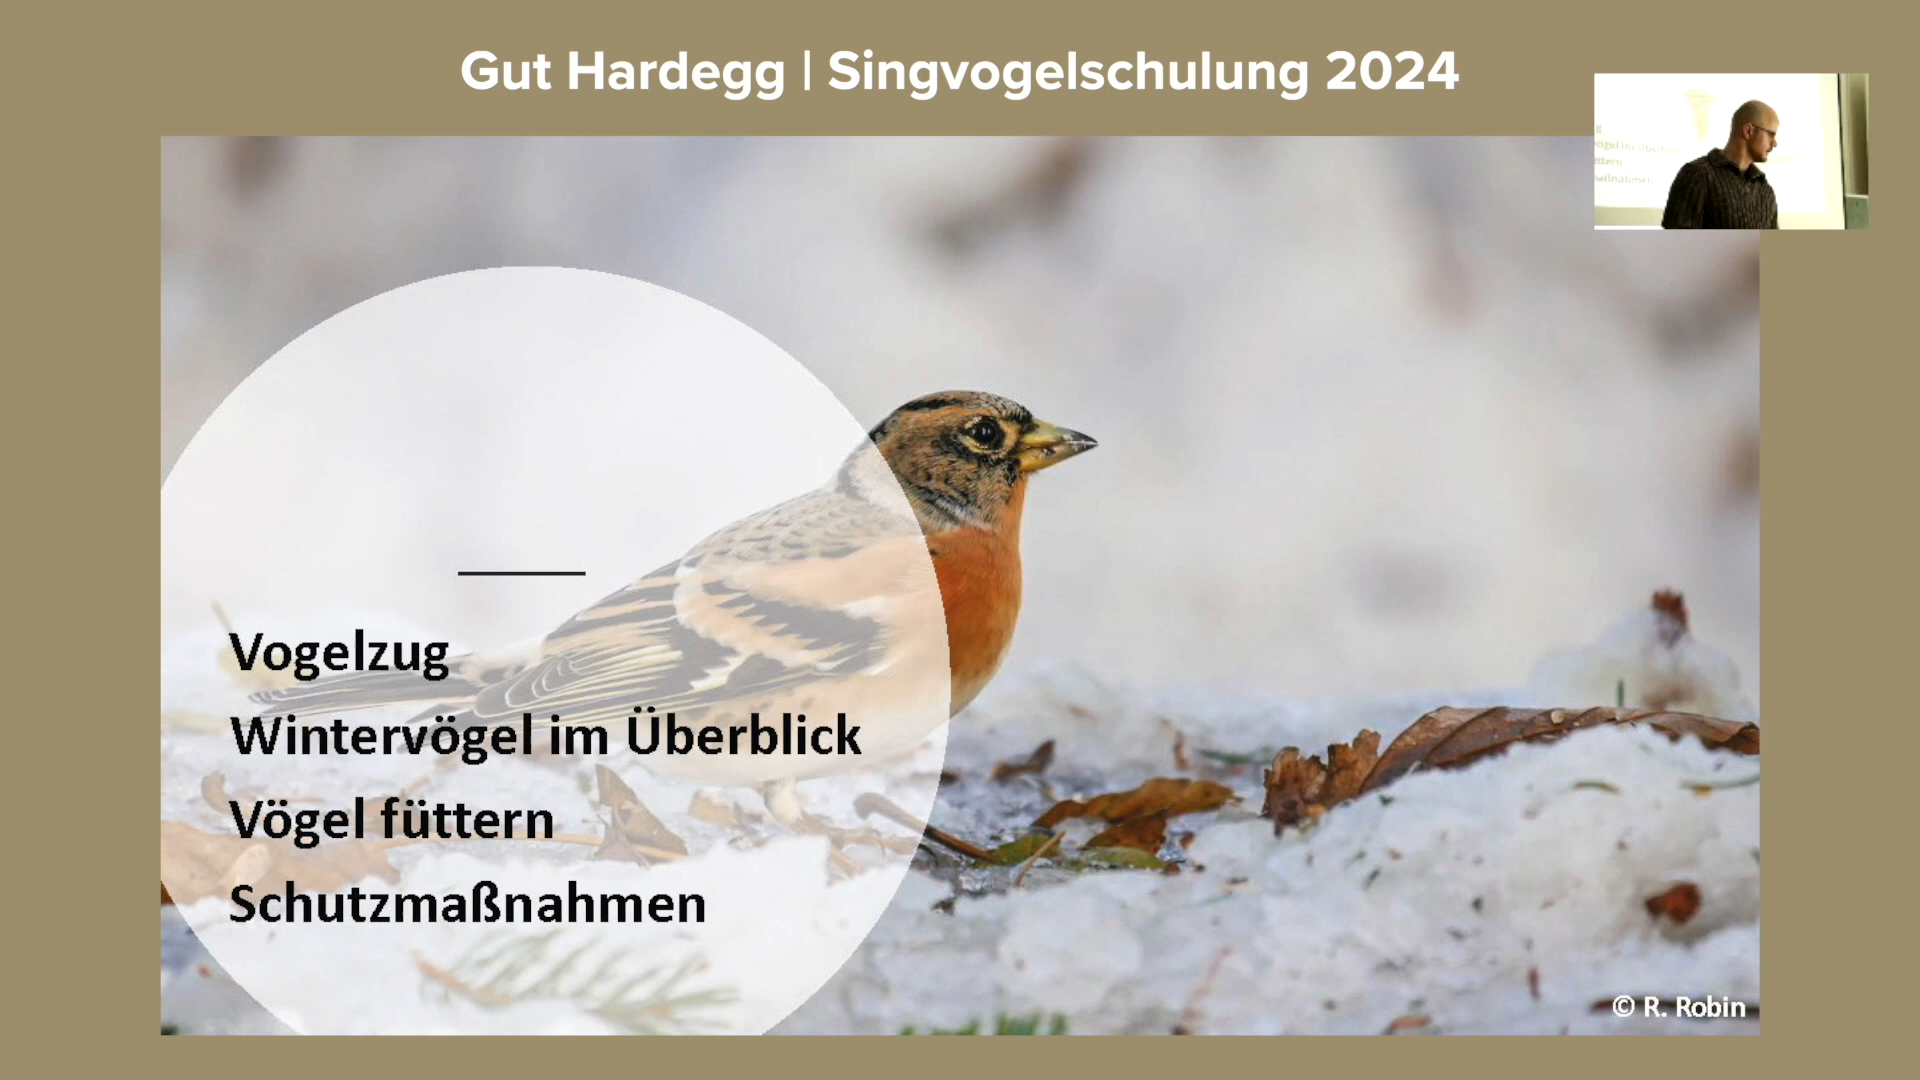 Gut Hardegg | Singvogelschulung 2024
Vogelzug
Wintervögel im Überblick
Vögel füttern
Schutzmaßnahmen
© R. Robin